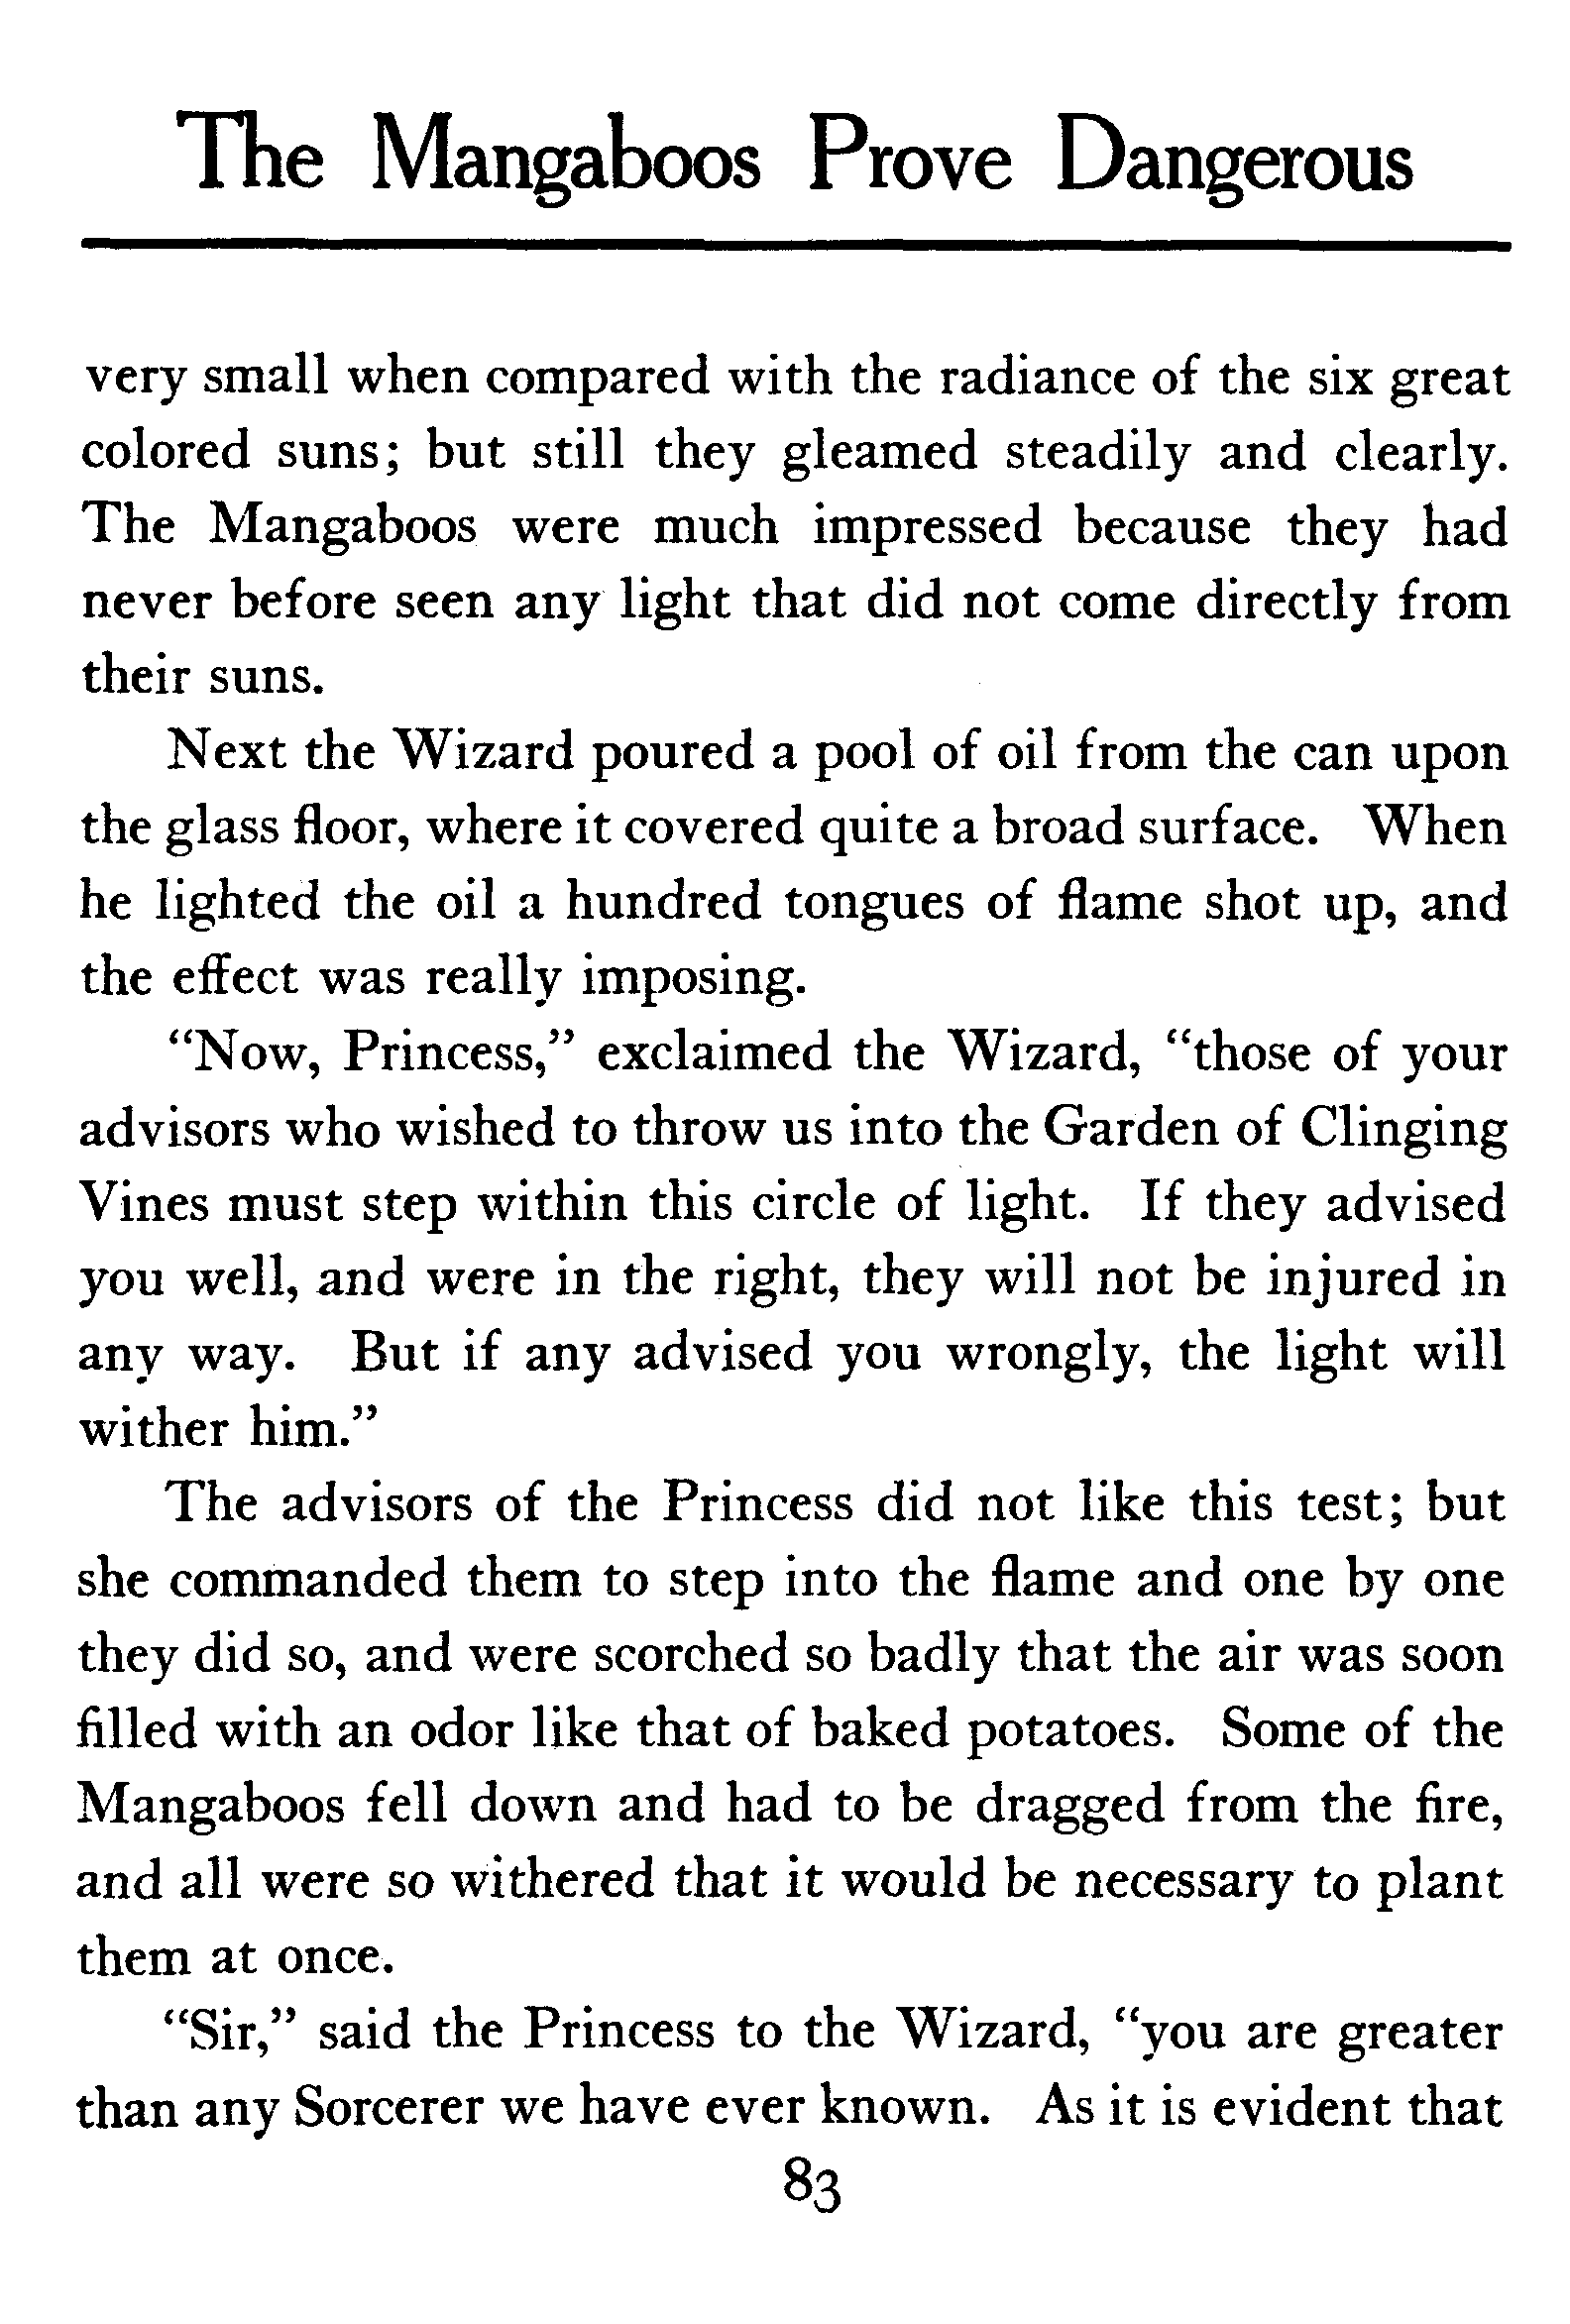 The Mangaboos Prove Dangerous
very small when compared with the radiance of the six great
colored suns; but still they gleamed steadily and clearly.
The Mangaboos were much impressed because they had
never before seen any light that did not come directly from
their suns.
Next the Wizard poured a pool of oil from the can upon
the glass floor, where it covered quite a broad surface. When
he lighted the oil a hundred tongues of flame shot up, and
the effect was really imposing.
“Now, Princess,” exclaimed the Wizard, “those of your
advisors who wished to throw us into the Garden of Clinging
Vines must step within this circle of light. If they advised
you well, and were in the right, they will not be injured in
any way. But if any advised you wrongly, the light will
wither him.”
The advisors of the Princess did not like this test; but
she commanded them to step into the flame and one by one
they did so, and were scorched so badly that the air was soon
filled with an odor like that of baked potatoes. Some of the
Mangaboos fell down and had to be dragged from the fire,
and all were so withered that it would be necessary to plant
them at once.
“Sir,” said the Princess to the Wizard, “you are greater
than any Sorcerer we have ever known. As it is evident that
83